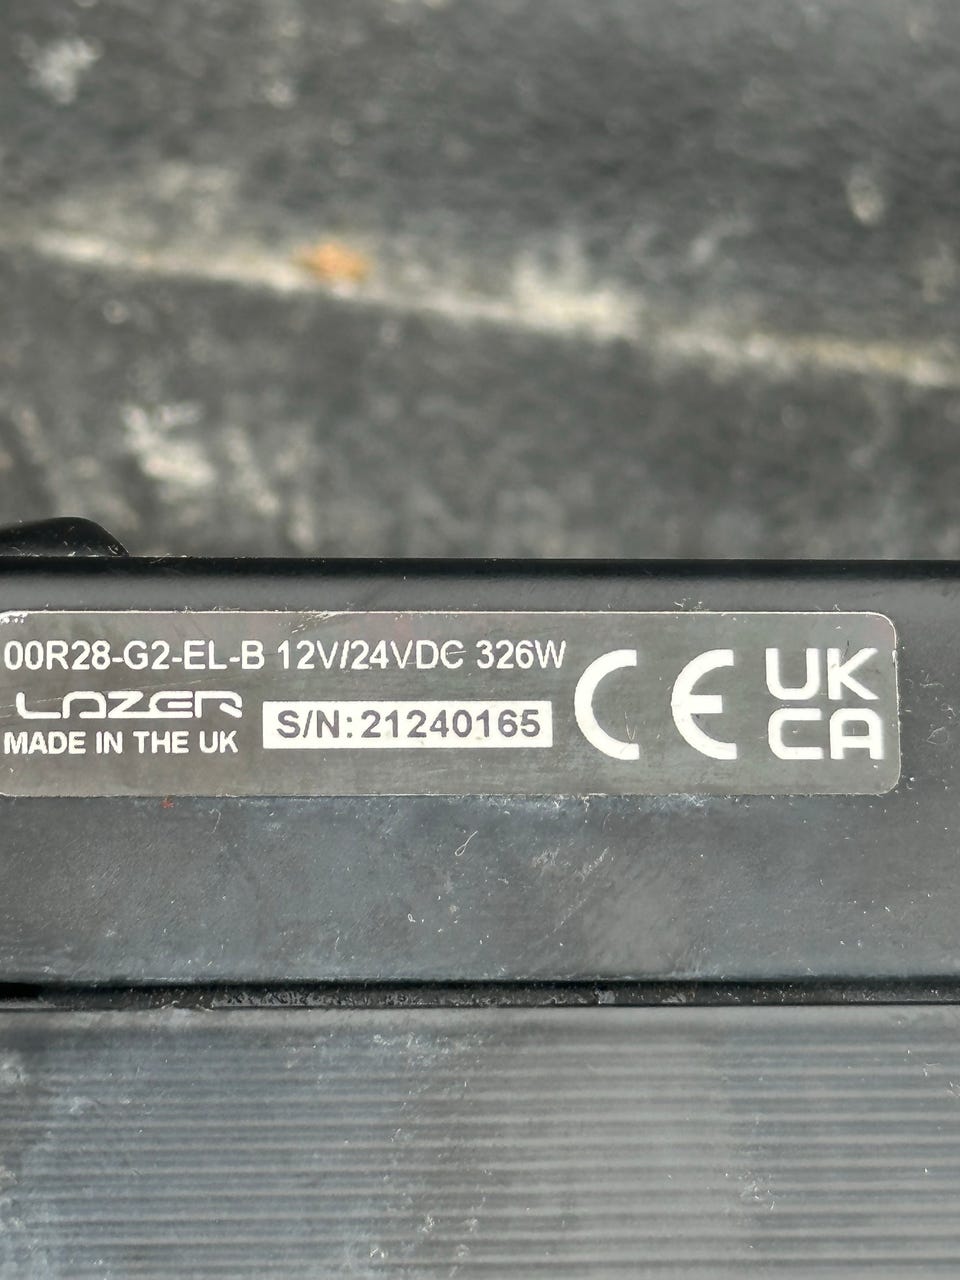 00R28-G2-EL-B 12V/24VDC 326W
LAZER
S/N: 21240165
MADE IN THE UK
CE
UK
CA